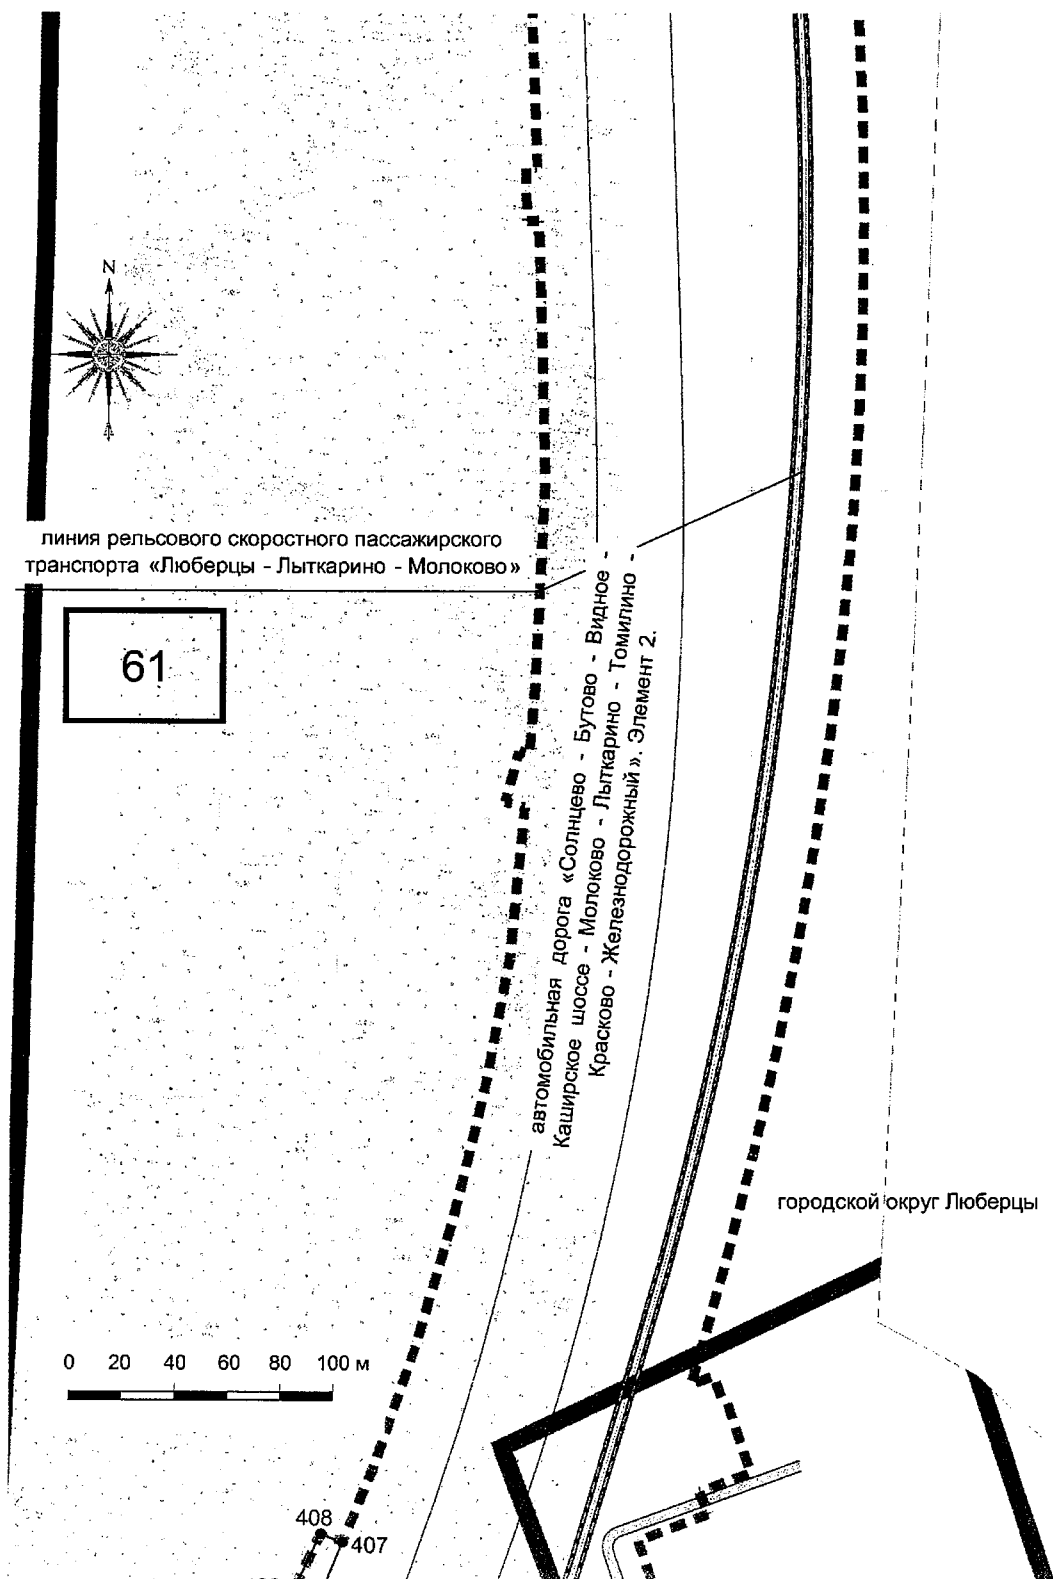 N
линия рельсового скоростного пассажирского
транспорта «Люберцы - Лыткарино - Молоково»
61
автомобильная дорога «Солнцево - Бутово - Видное -
Каширское шоссе - Молоково - Лыткарино - Томилино -
Красково - Железнодорожный». Элемент 2.
городской округ Люберцы
0 20 40 60 80 100 м
408
407